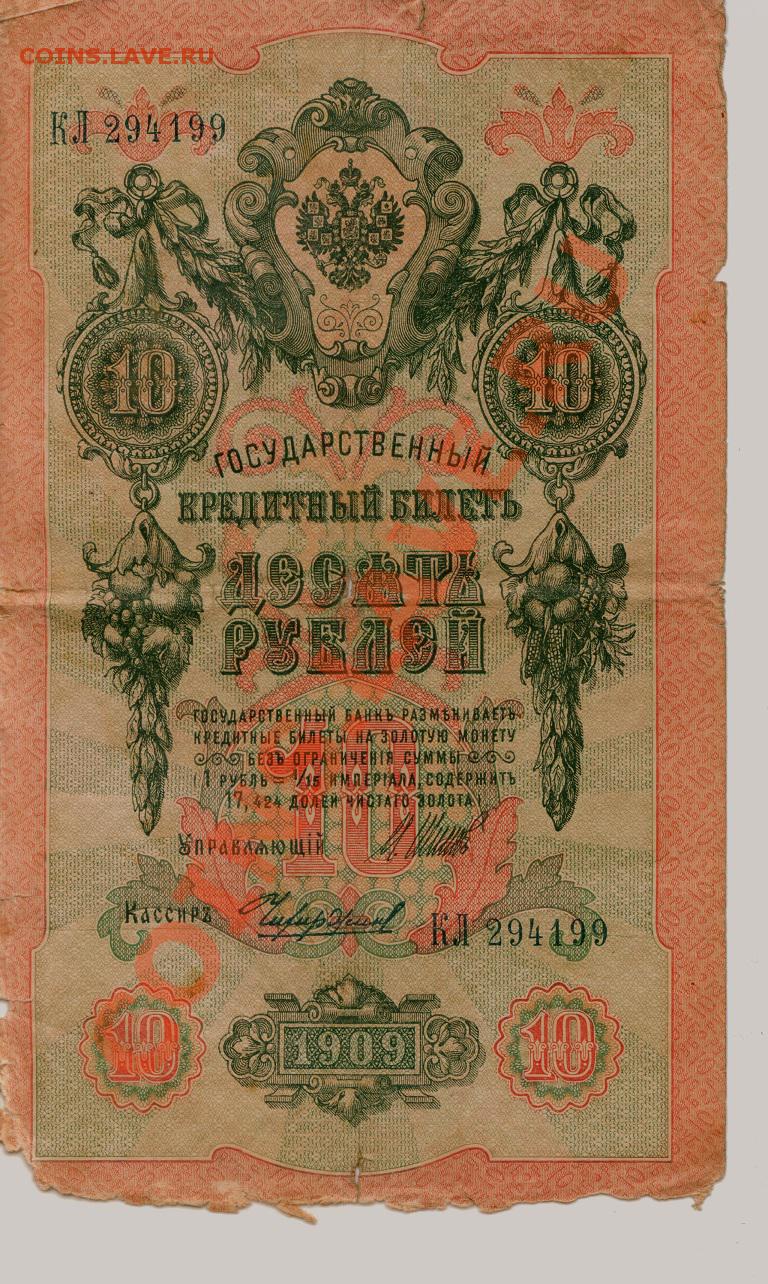 COINS.LAVE.RU
КЛ 294199
10 10
ГОСУДАРСТВЕННЫЙ
КРЕДИТНЫЙ БИЛЕТЪ
ДЕСЯТЬ
РУБЛЕЙ
ГОСУДАРСТВЕННЫЙ БАНКЪ РАЗМѢНИВАЕТЪ
КРЕДИТНЫЕ БИЛЕТЫ НА ЗОЛОТУЮ МОНЕТУ
БЕЗЪ ОГРАНИЧЕНІЯ СУММЫ
(1 РУБЛЬ = 1/15 ИМПЕРІАЛА, СОДЕРЖИТЪ
17,424 ДОЛЕЙ ЧИСТАГО ЗОЛОТА)
10
УПРАВЛЯЮЩІЙ
КАССИРЪ
КЛ 294199
10 1909 10